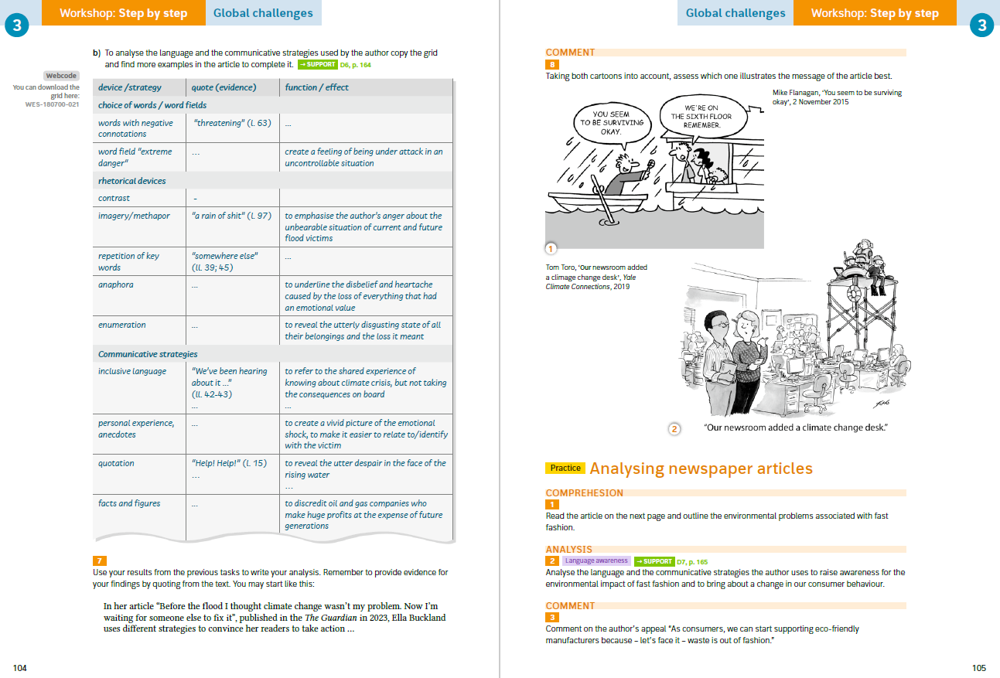 Workshop: Step by step
Global challenges
3
b) To analyse the language and the communicative strategies used by the author copy the grid
and find more examples in the article to complete it. → SUPPORT D6, p. 164
Webcode
You can download the
grid here:
WES-180700-021
device /strategy
quote (evidence)
function / effect
choice of words / word fields
words with negative
connotations
"threatening" (l. 63)
...
word field "extreme
danger"
...
create a feeling of being under attack in an
uncontrollable situation
rhetorical devices
contrast
-
imagery/methapor
"a rain of shit" (l. 97)
to emphasise the author's anger about the
unbearable situation of current and future
flood victims
repetition of key
words
"somewhere else"
(ll. 39; 45)
...
anaphora
...
to underline the disbelief and heartache
caused by the loss of everything that had
an emotional value
enumeration
...
to reveal the utterly disgusting state of all
their belongings and the loss it meant
Communicative strategies
inclusive language
"We've been hearing
about it ..."
(ll. 42-43)
...
to refer to the shared experience of
knowing about climate crisis, but not taking
the consequences on board
...
personal experience,
anecdotes
...
to create a vivid picture of the emotional
shock, to make it easier to relate to/identify
with the victim
quotation
"Help! Help!" (l. 15)
...
to reveal the utter despair in the face of the
rising water
...
facts and figures
...
to discredit oil and gas companies who
make huge profits at the expense of future
generations
7
Use your results from the previous tasks to write your analysis. Remember to provide evidence for
your findings by quoting from the text. You may start like this:
In her article “Before the flood I thought climate change wasn’t my problem. Now I’m
waiting for someone else to fix it”, published in the The Guardian in 2023, Ella Buckland
uses different strategies to convince her readers to take action ...
104
Global challenges
Workshop: Step by step
3
COMMENT
8
Taking both cartoons into account, assess which one illustrates the message of the article best.
Mike Flanagan, ‘You seem to be surviving
okay’, 2 November 2015
YOU SEEM
TO BE SURVIVING
OKAY.
WE'RE ON
THE SIXTH FLOOR
REMEMBER.
1
Tom Toro, ‘Our newsroom added
a climage change desk’, Yale
Climate Connections, 2019
2
“Our newsroom added a climate change desk.”
Practice
Analysing newspaper articles
COMPREHESION
1
Read the article on the next page and outline the environmental problems associated with fast
fashion.
ANALYSIS
2 Language awareness → SUPPORT D7, p. 165
Analyse the language and the communicative strategies the author uses to raise awareness for the
environmental impact of fast fashion and to bring about a change in our consumer behaviour.
COMMENT
3
Comment on the author’s appeal “As consumers, we can start supporting eco-friendly
manufacturers because – let’s face it – waste is out of fashion.”
105